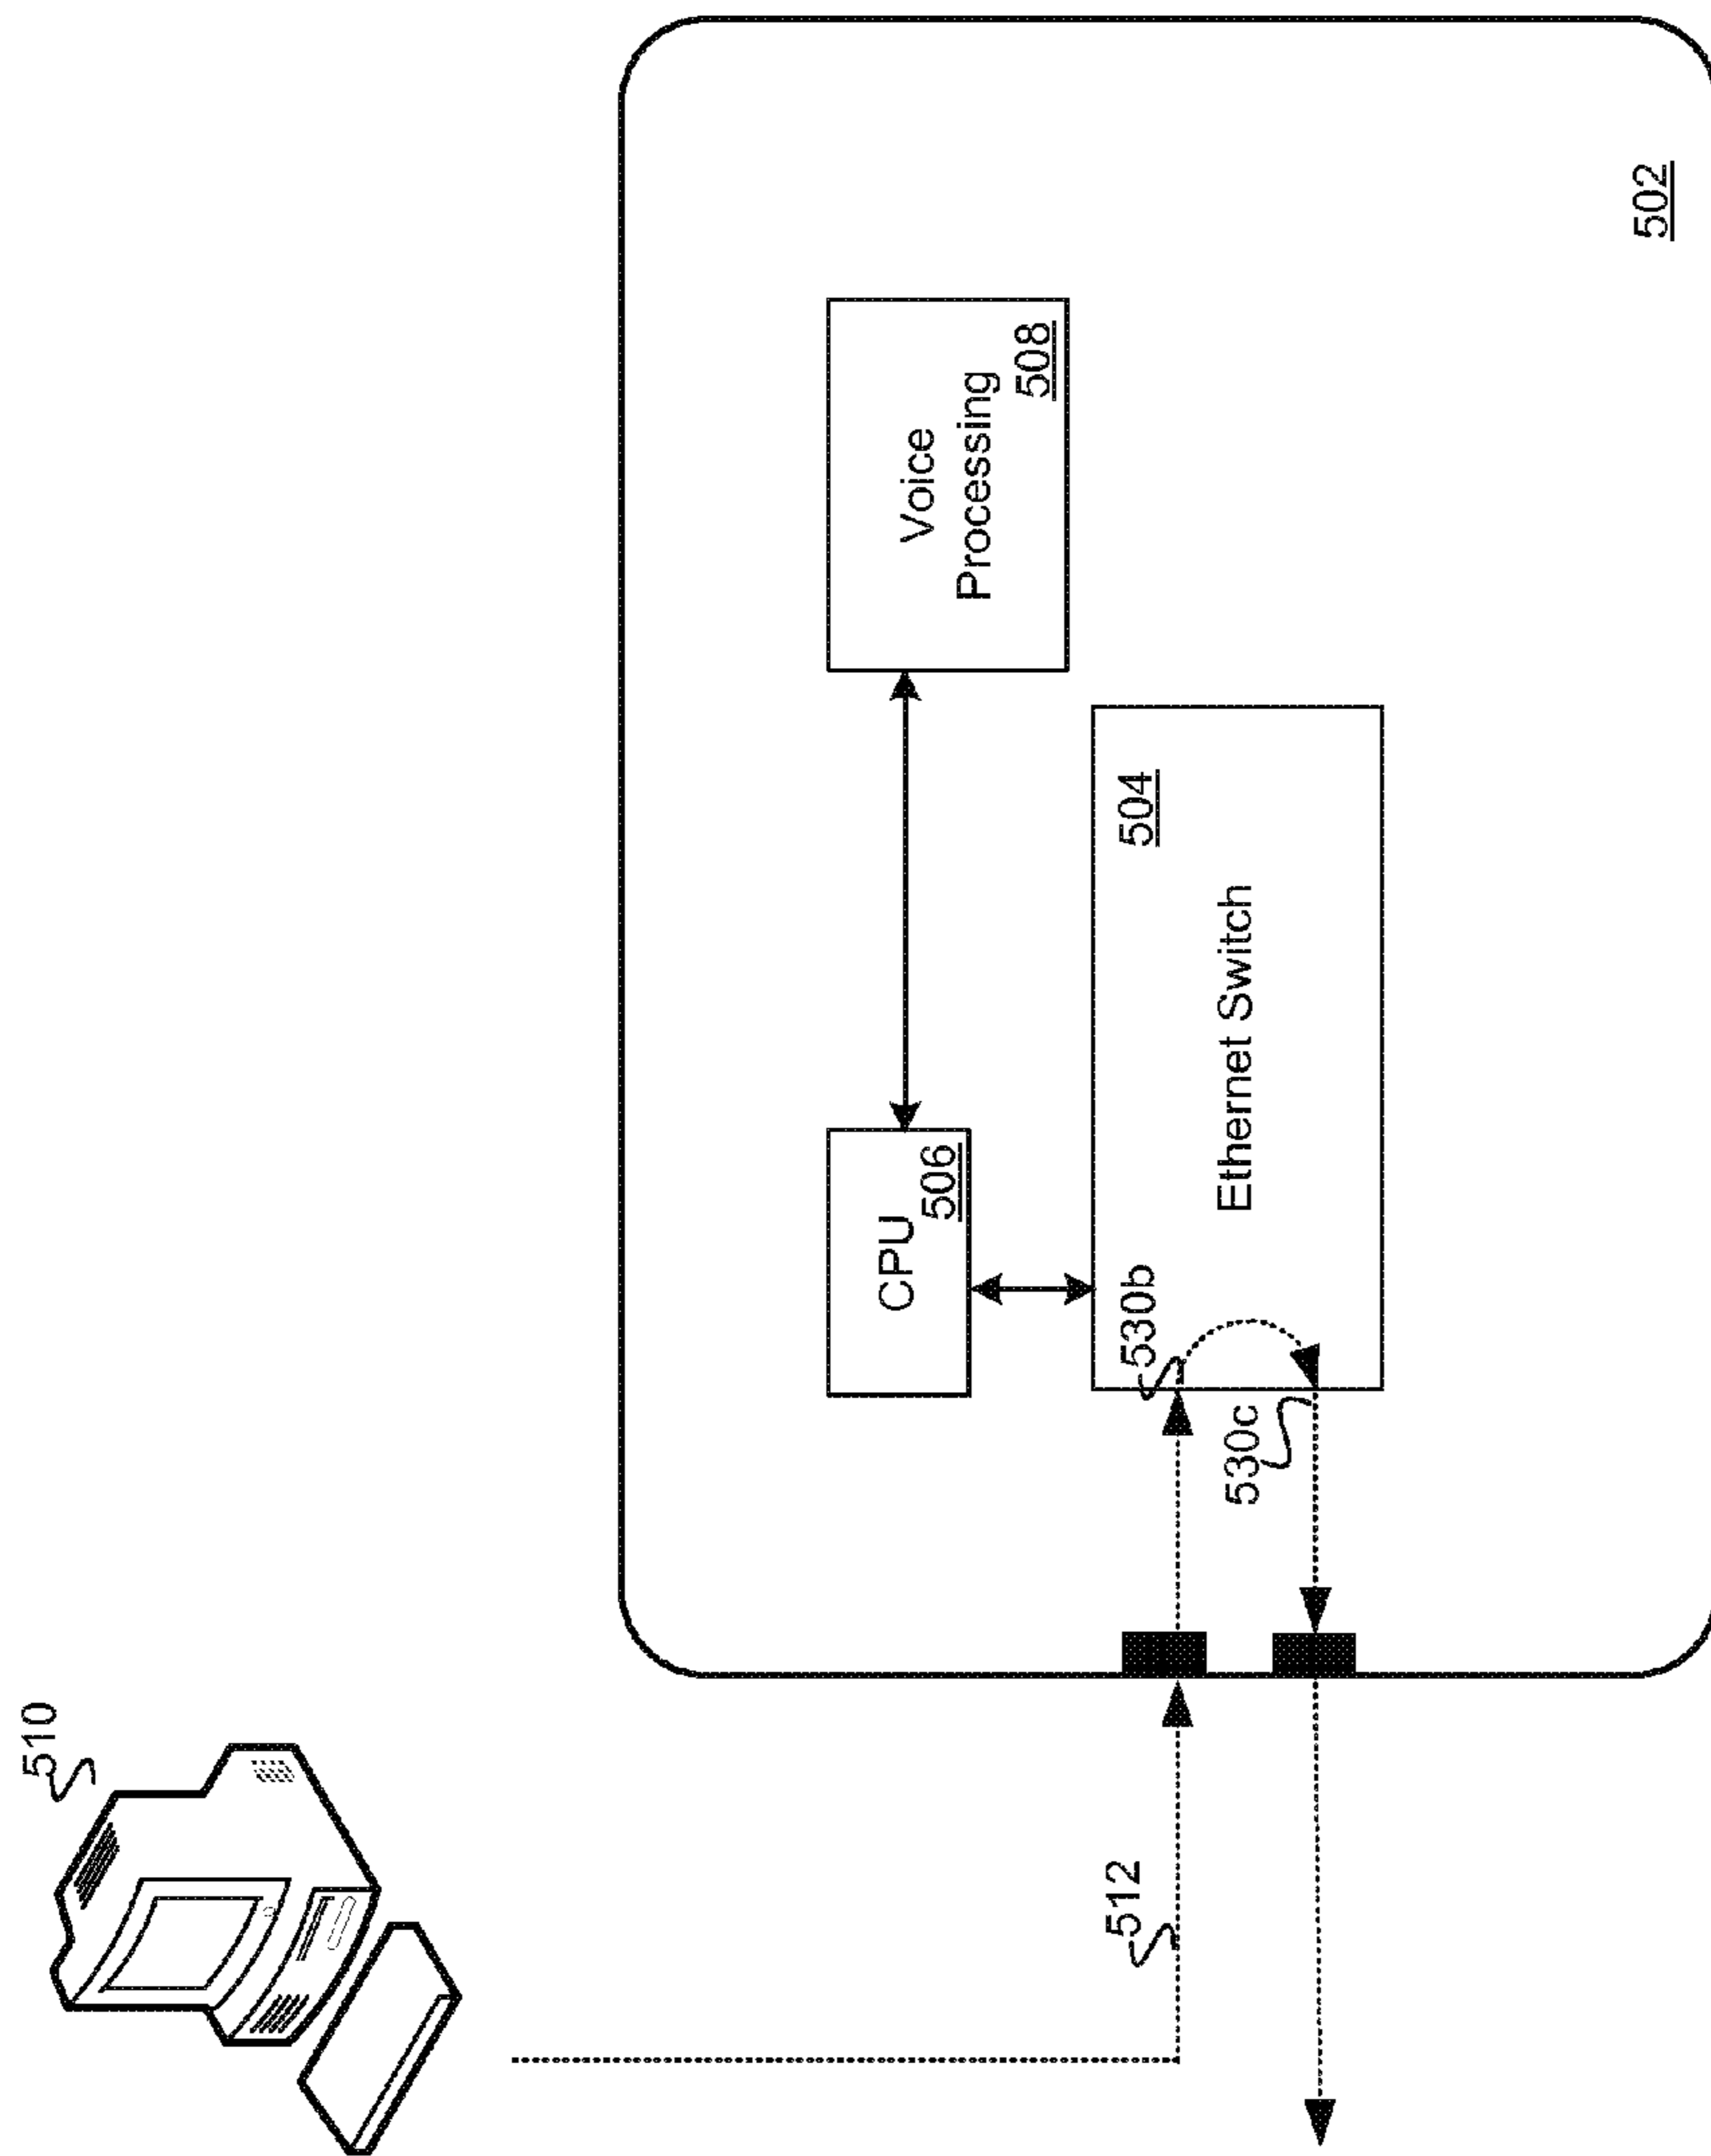 510
512
CPU
506
Voice
Processing
508
530b
504
530c
Ethernet Switch
502